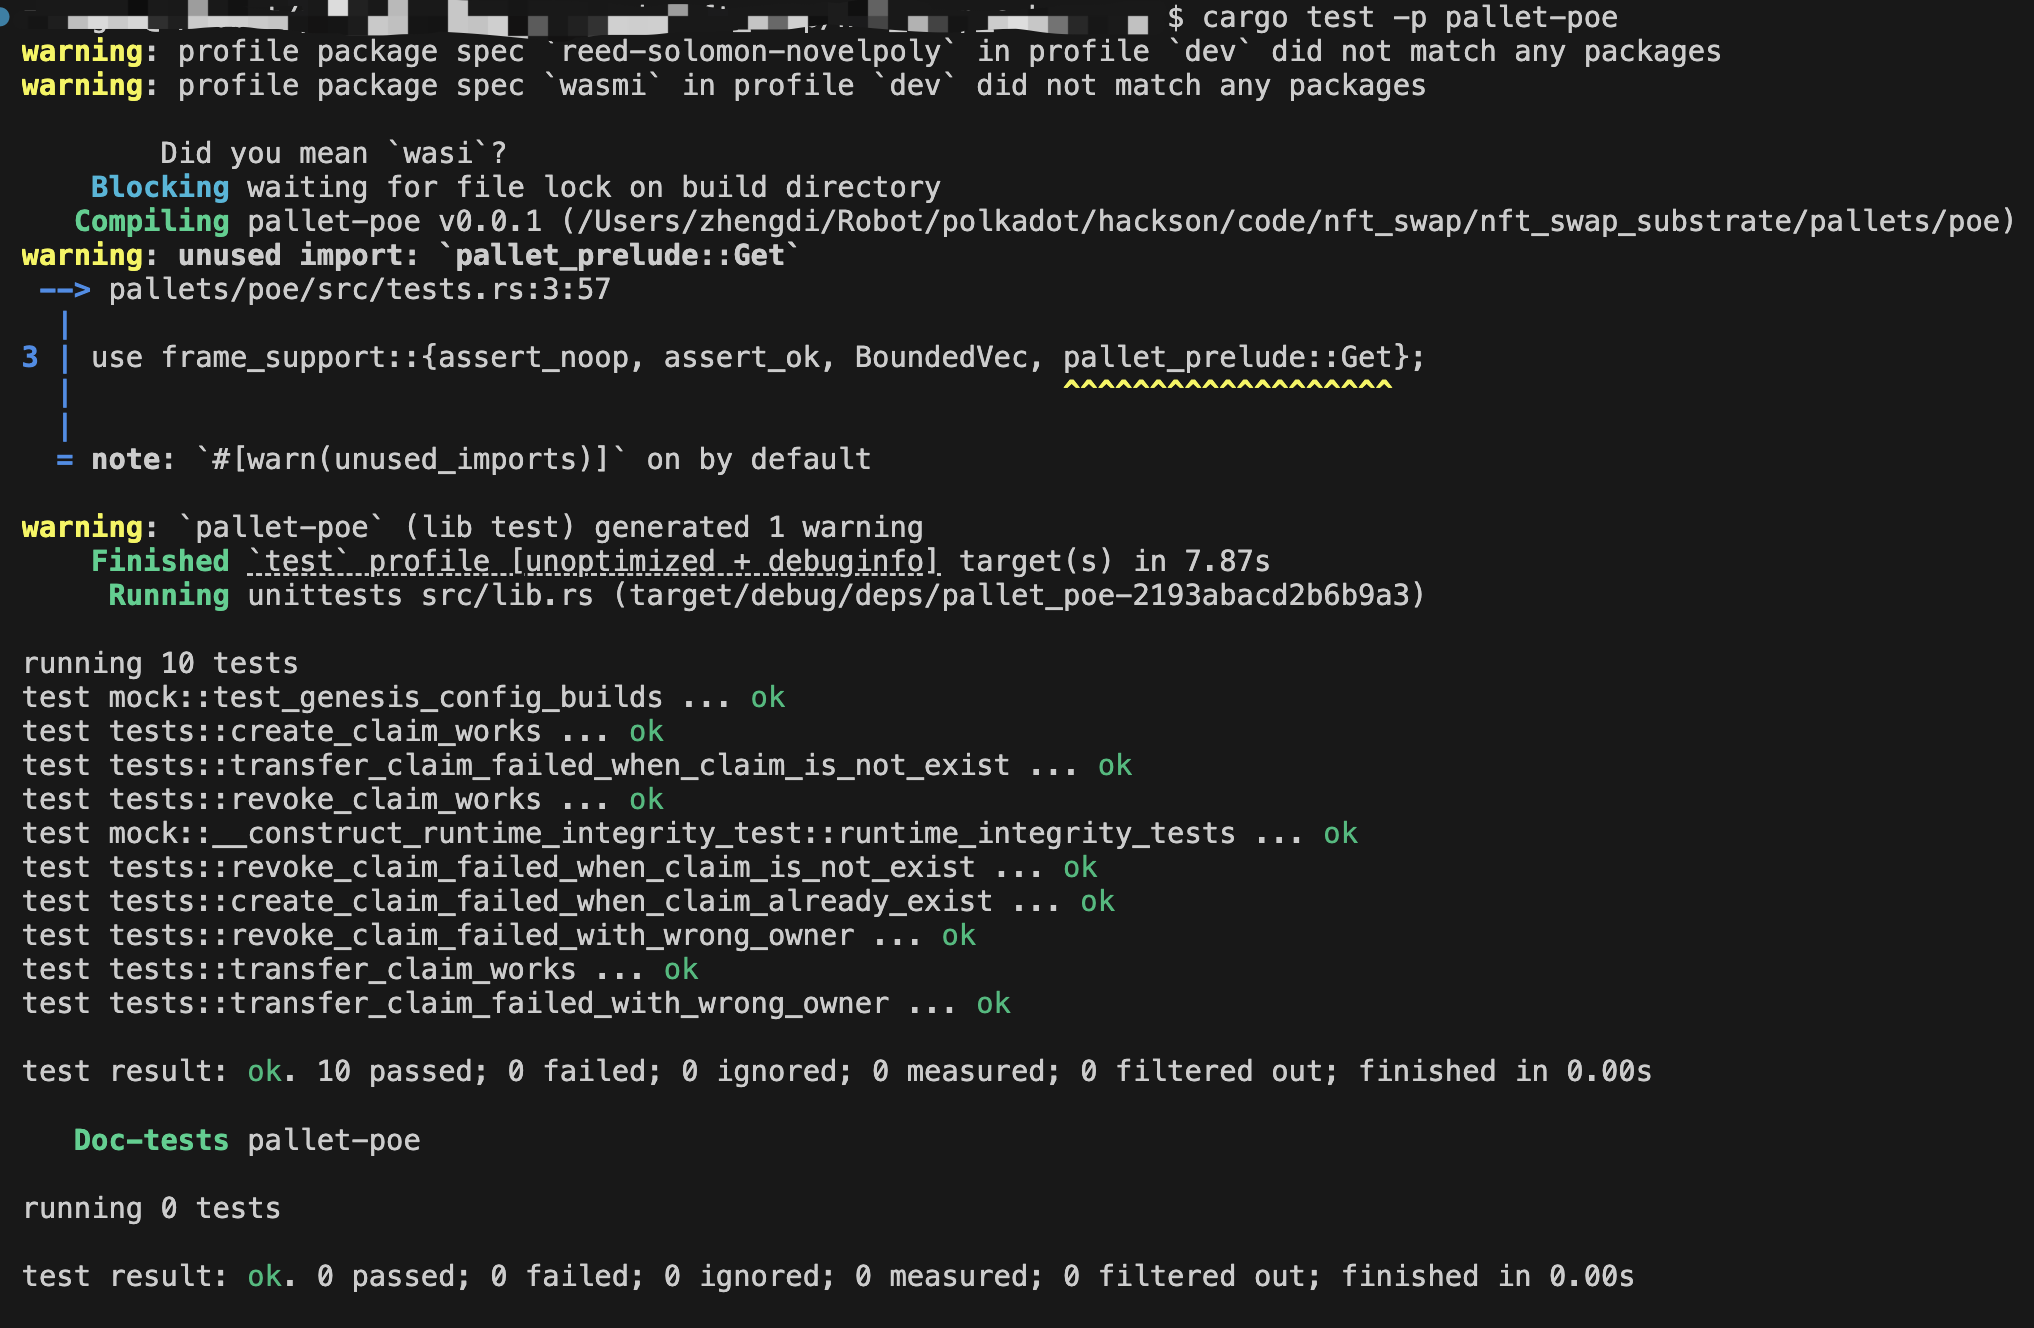 $ cargo test -p pallet-poe
warning: profile package spec `reed-solomon-novelpoly` in profile `dev` did not match any packages
warning: profile package spec `wasmi` in profile `dev` did not match any packages
Did you mean `wasi`?
Blocking waiting for file lock on build directory
Compiling pallet-poe v0.0.1 (/Users/zhengdi/Robot/polkadot/hackson/code/nft_swap/nft_swap_substrate/pallets/poe)
warning: unused import: `pallet_prelude::Get`
--> pallets/poe/src/tests.rs:3:57
|
3 | use frame_support::{assert_noop, assert_ok, BoundedVec, pallet_prelude::Get};
| ^^^^^^^^^^^^^^^^^^^
|
= note: `#[warn(unused_imports)]` on by default
warning: `pallet-poe` (lib test) generated 1 warning
Finished `test` profile [unoptimized + debuginfo] target(s) in 7.87s
Running unittests src/lib.rs (target/debug/deps/pallet_poe-2193abacd2b6b9a3)
running 10 tests
test mock::test_genesis_config_builds ... ok
test tests::create_claim_works ... ok
test tests::transfer_claim_failed_when_claim_is_not_exist ... ok
test tests::revoke_claim_works ... ok
test mock::__construct_runtime_integrity_test::runtime_integrity_tests ... ok
test tests::revoke_claim_failed_when_claim_is_not_exist ... ok
test tests::create_claim_failed_when_claim_already_exist ... ok
test tests::revoke_claim_failed_with_wrong_owner ... ok
test tests::transfer_claim_works ... ok
test tests::transfer_claim_failed_with_wrong_owner ... ok
test result: ok. 10 passed; 0 failed; 0 ignored; 0 measured; 0 filtered out; finished in 0.00s
Doc-tests pallet-poe
running 0 tests
test result: ok. 0 passed; 0 failed; 0 ignored; 0 measured; 0 filtered out; finished in 0.00s